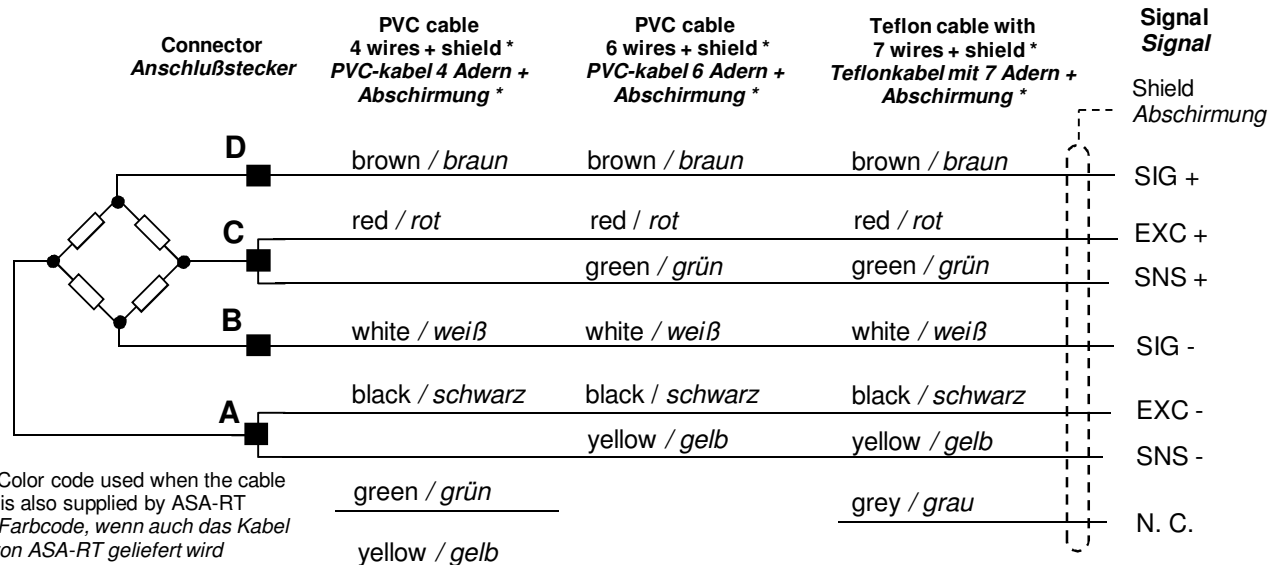 Connector
Anschlußstecker
PVC cable
4 wires + shield *
PVC-kabel 4 Adern +
Abschirmung *
PVC cable
6 wires + shield *
PVC-kabel 6 Adern +
Abschirmung *
Teflon cable with
7 wires + shield *
Teflonkabel mit 7 Adern +
Abschirmung *
Signal
Signal
Shield
Abschirmung
D brown / braun brown / braun brown / braun SIG +
C red / rot red / rot red / rot EXC +
green / grün green / grün SNS +
B white / weiß white / weiß white / weiß SIG -
A black / schwarz black / schwarz black / schwarz EXC -
yellow / gelb yellow / gelb SNS -
green / grün grey / grau N. C.
yellow / gelb
Color code used when the cable
is also supplied by ASA-RT
Farbcode, wenn auch das Kabel
von ASA-RT geliefert wird